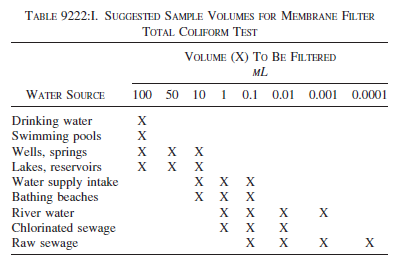 TABLE 9222:I. SUGGESTED SAMPLE VOLUMES FOR MEMBRANE FILTER
TOTAL COLIFORM TEST
VOLUME (X) TO BE FILTERED
ML
WATER SOURCE 100 50 10 1 0.1 0.01 0.001 0.0001
Drinking water X
Swimming pools X
Wells, springs X X X
Lakes, reservoirs X X X
Water supply intake X X X
Bathing beaches X X X
River water X X X X
Chlorinated sewage X X X
Raw sewage X X X X